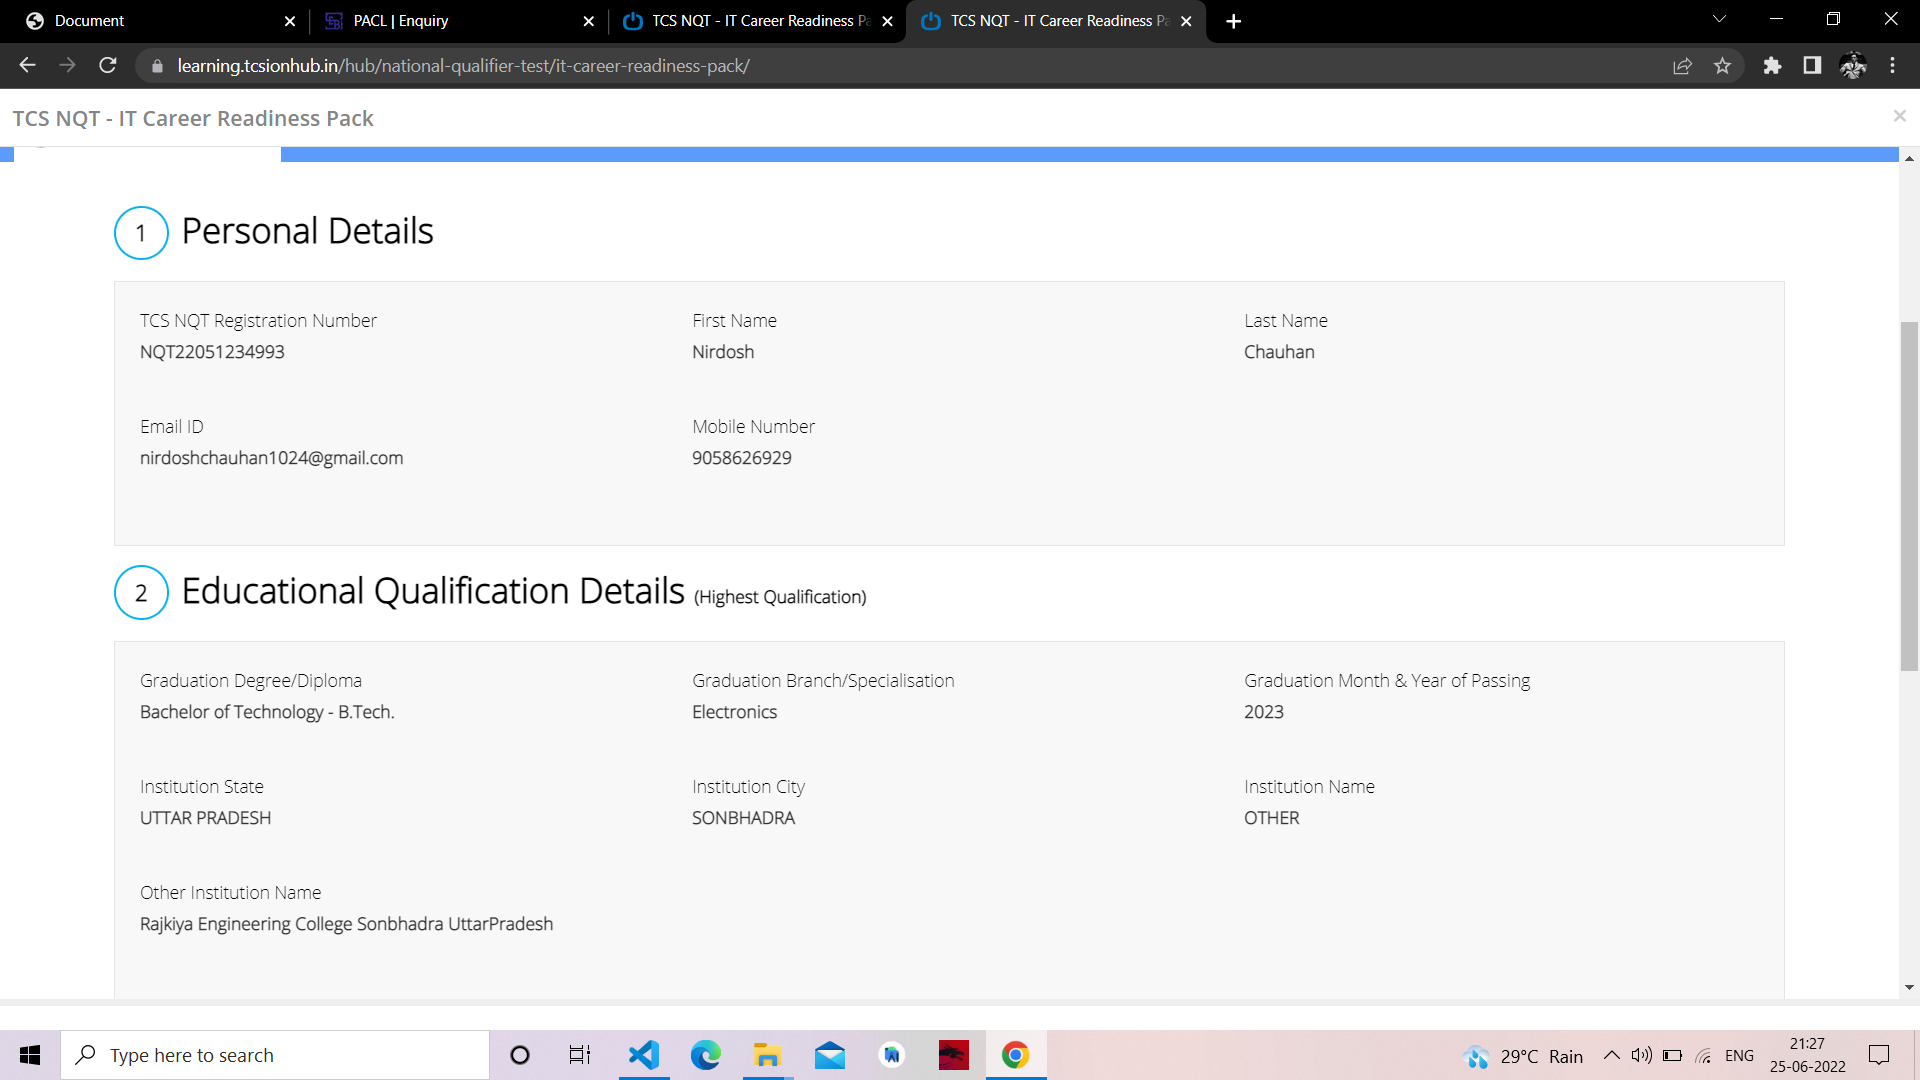 Document
PACL | Enquiry
TCS NQT - IT Career Readiness Pa
TCS NQT - IT Career Readiness Pa
learning.tcsionhub.in/hub/national-qualifier-test/it-career-readiness-pack/
TCS NQT - IT Career Readiness Pack
1 Personal Details
TCS NQT Registration Number First Name Last Name
NQT22051234993 Nirdosh Chauhan
Email ID Mobile Number
nirdoshchauhan1024@gmail.com 9058626929
2 Educational Qualification Details (Highest Qualification)
Graduation Degree/Diploma Graduation Branch/Specialisation Graduation Month & Year of Passing
Bachelor of Technology - B.Tech. Electronics 2023
Institution State Institution City Institution Name
UTTAR PRADESH SONBHADRA OTHER
Other Institution Name
Rajkiya Engineering College Sonbhadra UttarPradesh
Type here to search
29°C Rain
ENG
21:27
25-06-2022